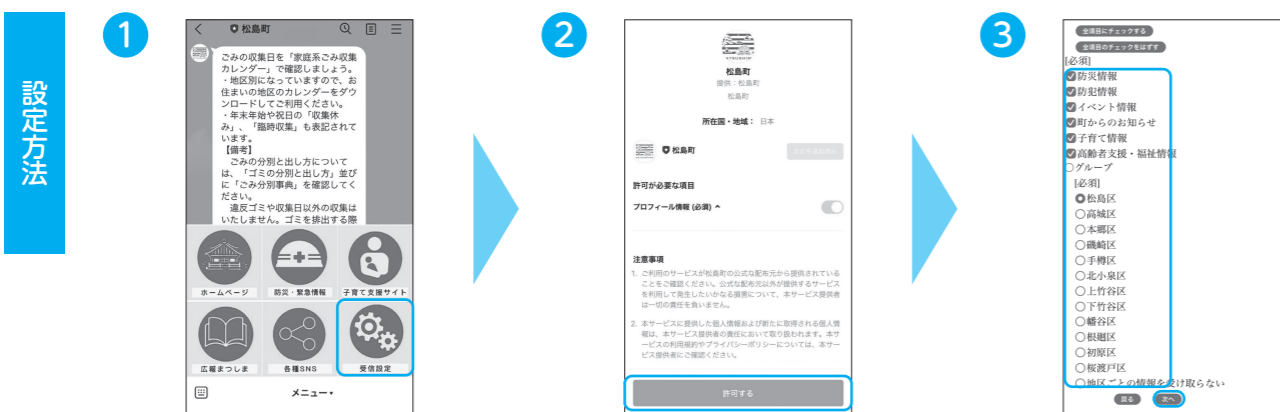 設定方法
1
松島町
ごみの収集日を「家庭系ごみ収集
カレンダー」で確認しましょう。
・地区別になっていますので、お
住まいの地区のカレンダーをダウ
ンロードしてご利用ください。
・年末年始や祝日の「収集休
み」、「臨時収集」も表記されて
います。
【備考】
ごみの分別と出し方について
は、「ゴミの分別と出し方」並び
に「ごみ分別事典」を確認してく
ださい。
違反ゴミや収集日以外の収集は
いたしません。ゴミを排出する際
ホームページ
防災・緊急情報
子育て支援サイト
広報まつしま
各種SNS
受信設定
メニュー▾
2
松島町
提供：松島町
松島町
所在国・地域： 日本
松島町
許可が必要な項目
プロフィール情報 (必須)
注意事項
1. ご利用のサービスが松島町の公式な配布元から提供されている
ことをご確認ください。公式な配布元以外が提供するサービス
を利用して発生したいかなる損害について、本サービス提供者
は一切の責任を負いません。
2. 本サービスに提供した個人情報および新たに取得される個人情
報は、本サービス提供者の責任において取り扱われます。本サ
ービスの利用規約やプライバシーポリシーについては、本サー
ビス提供者にご確認ください。
許可する
3
全項目にチェックする
全項目のチェックをはずす
[必須]
防災情報
防犯情報
イベント情報
町からのお知らせ
子育て情報
高齢者支援・福祉情報
○グループ
[必須]
松島区
高城区
本郷区
磯崎区
手樽区
北小泉区
上竹谷区
下竹谷区
幡谷区
根廻区
初原区
桜渡戸区
地区ごとの情報を受け取らない
戻る
次へ